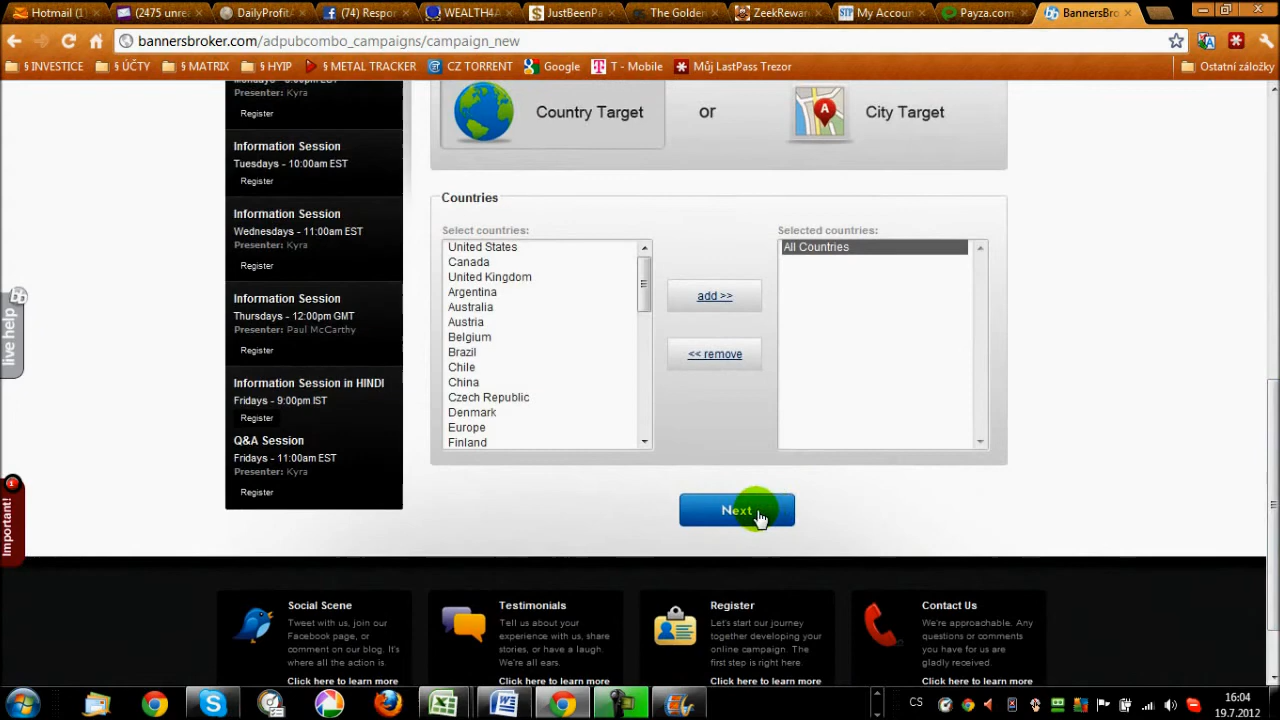 Hotmail (1)
(2475 unrea
DailyProfitA
(74) Respor
WEALTH4A
JustBeenPa
The Golden
ZeekRewar
My Accoun
Payza.com
BannersBro
bannersbroker.com/adpubcombo_campaigns/campaign_new
§ INVESTICE
§ ÚČTY
§ MATRIX
§ HYIP
§ METAL TRACKER
CZ TORRENT
Google
T - Mobile
Můj LastPass Trezor
Ostatní záložky
Presenter: Kyra
Register
Information Session
Tuesdays - 10:00am EST
Register
Information Session
Wednesdays - 11:00am EST
Presenter: Kyra
Register
Information Session
Thursdays - 12:00pm GMT
Presenter: Paul McCarthy
Register
Information Session in HINDI
Fridays - 9:00pm IST
Register
Q&A Session
Fridays - 11:00am EST
Presenter: Kyra
Register
live help
Important!
1
Country Target
or
A
City Target
Countries
Select countries:
United States
Canada
United Kingdom
Argentina
Australia
Austria
Belgium
Brazil
Chile
China
Czech Republic
Denmark
Europe
Finland
add >>
<< remove
Selected countries:
All Countries
Next
Social Scene
Tweet with us, join our
Facebook page, or
comment on our blog. It's
where all the action is.
Click here to learn more
Testimonials
Tell us about your
experience with us, share
stories, or have a laugh.
We're all ears.
Click here to learn more
Register
Let's start our journey
together developing your
online campaign. The
first step is right here.
Click here to learn more
Contact Us
We're approachable. Any
questions or comments
you have for us are
gladly received.
Click here to learn more
CS
16:04
19.7.2012